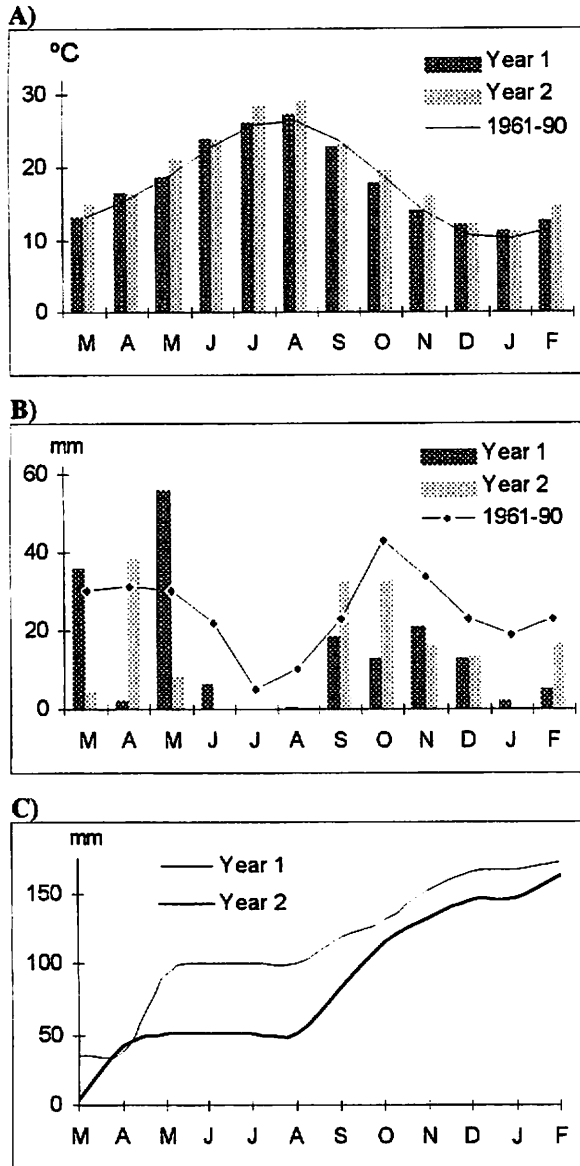 A)
°C
Year 1
Year 2
1961-90
30
20
10
0
M A M J J A S O N D J F
B)
mm
Year 1
Year 2
1961-90
60
40
20
0
M A M J J A S O N D J F
C)
mm
Year 1
Year 2
150
100
50
0
M A M J J A S O N D J F